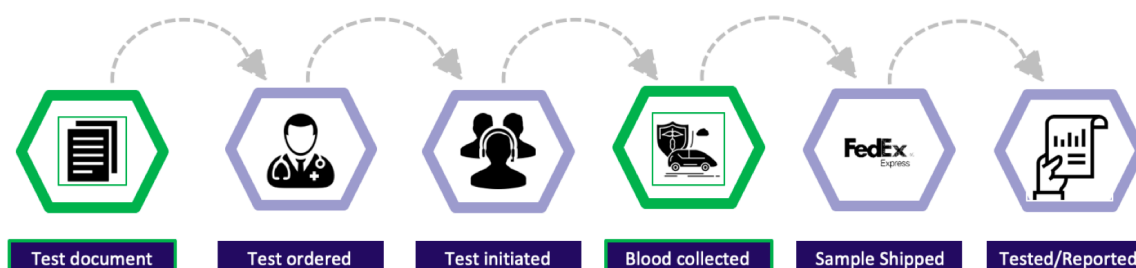 FedEx
Express
Test document
Test ordered
Test initiated
Blood collected
Sample Shipped
Tested/Reported